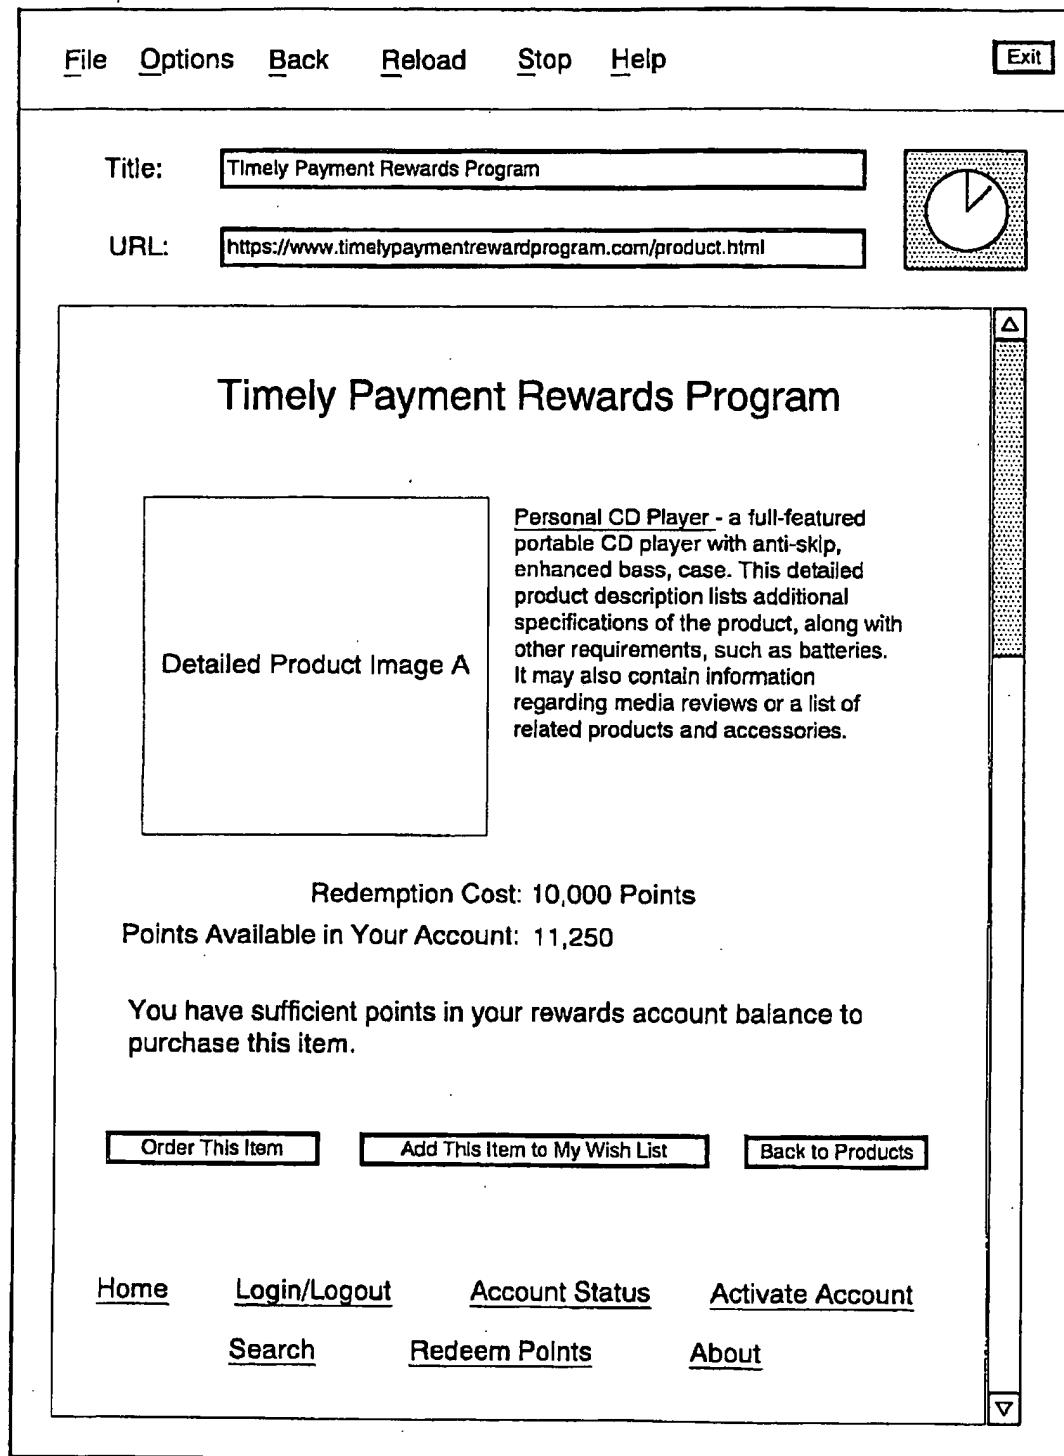 File Options Back Reload Stop Help Exit
Title: Timely Payment Rewards Program
URL: https://www.timelypaymentrewardprogram.com/product.html
Timely Payment Rewards Program
Detailed Product Image A
Personal CD Player - a full-featured
portable CD player with anti-skip,
enhanced bass, case. This detailed
product description lists additional
specifications of the product, along with
other requirements, such as batteries.
It may also contain information
regarding media reviews or a list of
related products and accessories.
Redemption Cost: 10,000 Points
Points Available in Your Account: 11,250
You have sufficient points in your rewards account balance to
purchase this item.
Order This Item Add This Item to My Wish List Back to Products
Home Login/Logout Account Status Activate Account
Search Redeem Points About